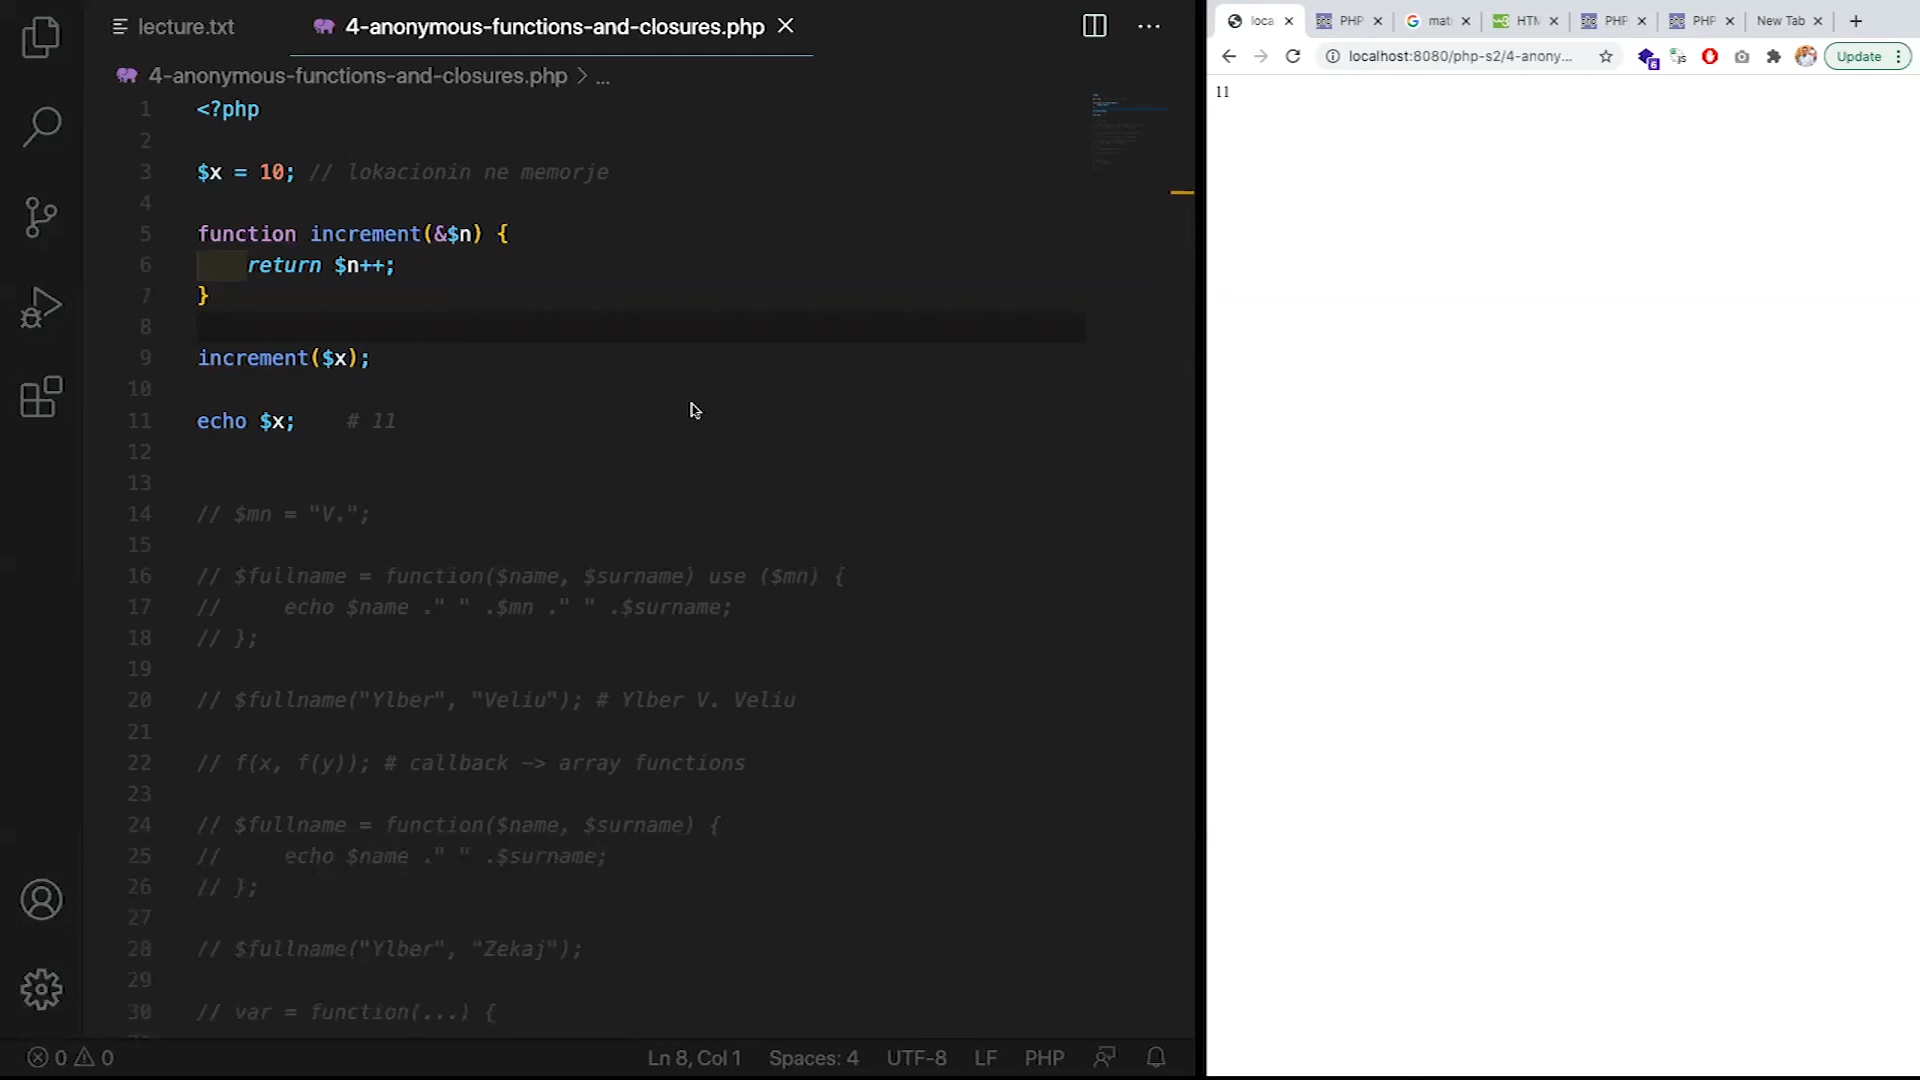 lecture.txt
4-anonymous-functions-and-closures.php
4-anonymous-functions-and-closures.php > ...
1 <?php
2
3 $x = 10; // lokacionin ne memorje
4
5 function increment(&$n) {
6 return $n++;
7 }
8
9 increment($x);
10
11 echo $x; # 11
12
13
14 // $mn = "V.";
15
16 // $fullname = function($name, $surname) use ($mn) {
17 // echo $name ." " .$mn ." " .$surname;
18 // };
19
20 // $fullname("Ylber", "Veliu"); # Ylber V. Veliu
21
22 // f(x, f(y)); # callback —> array functions
23
24 // $fullname = function($name, $surname) {
25 // echo $name ." " .$surname;
26 // };
27
28 // $fullname("Ylber", "Zekaj");
29
30 // var = function(...) {
0 0
Ln 8, Col 1 Spaces: 4 UTF-8 LF PHP
loca PHP mat HTM PHP PHP New Tab
localhost:8080/php-s2/4-anony...
6
Update
11